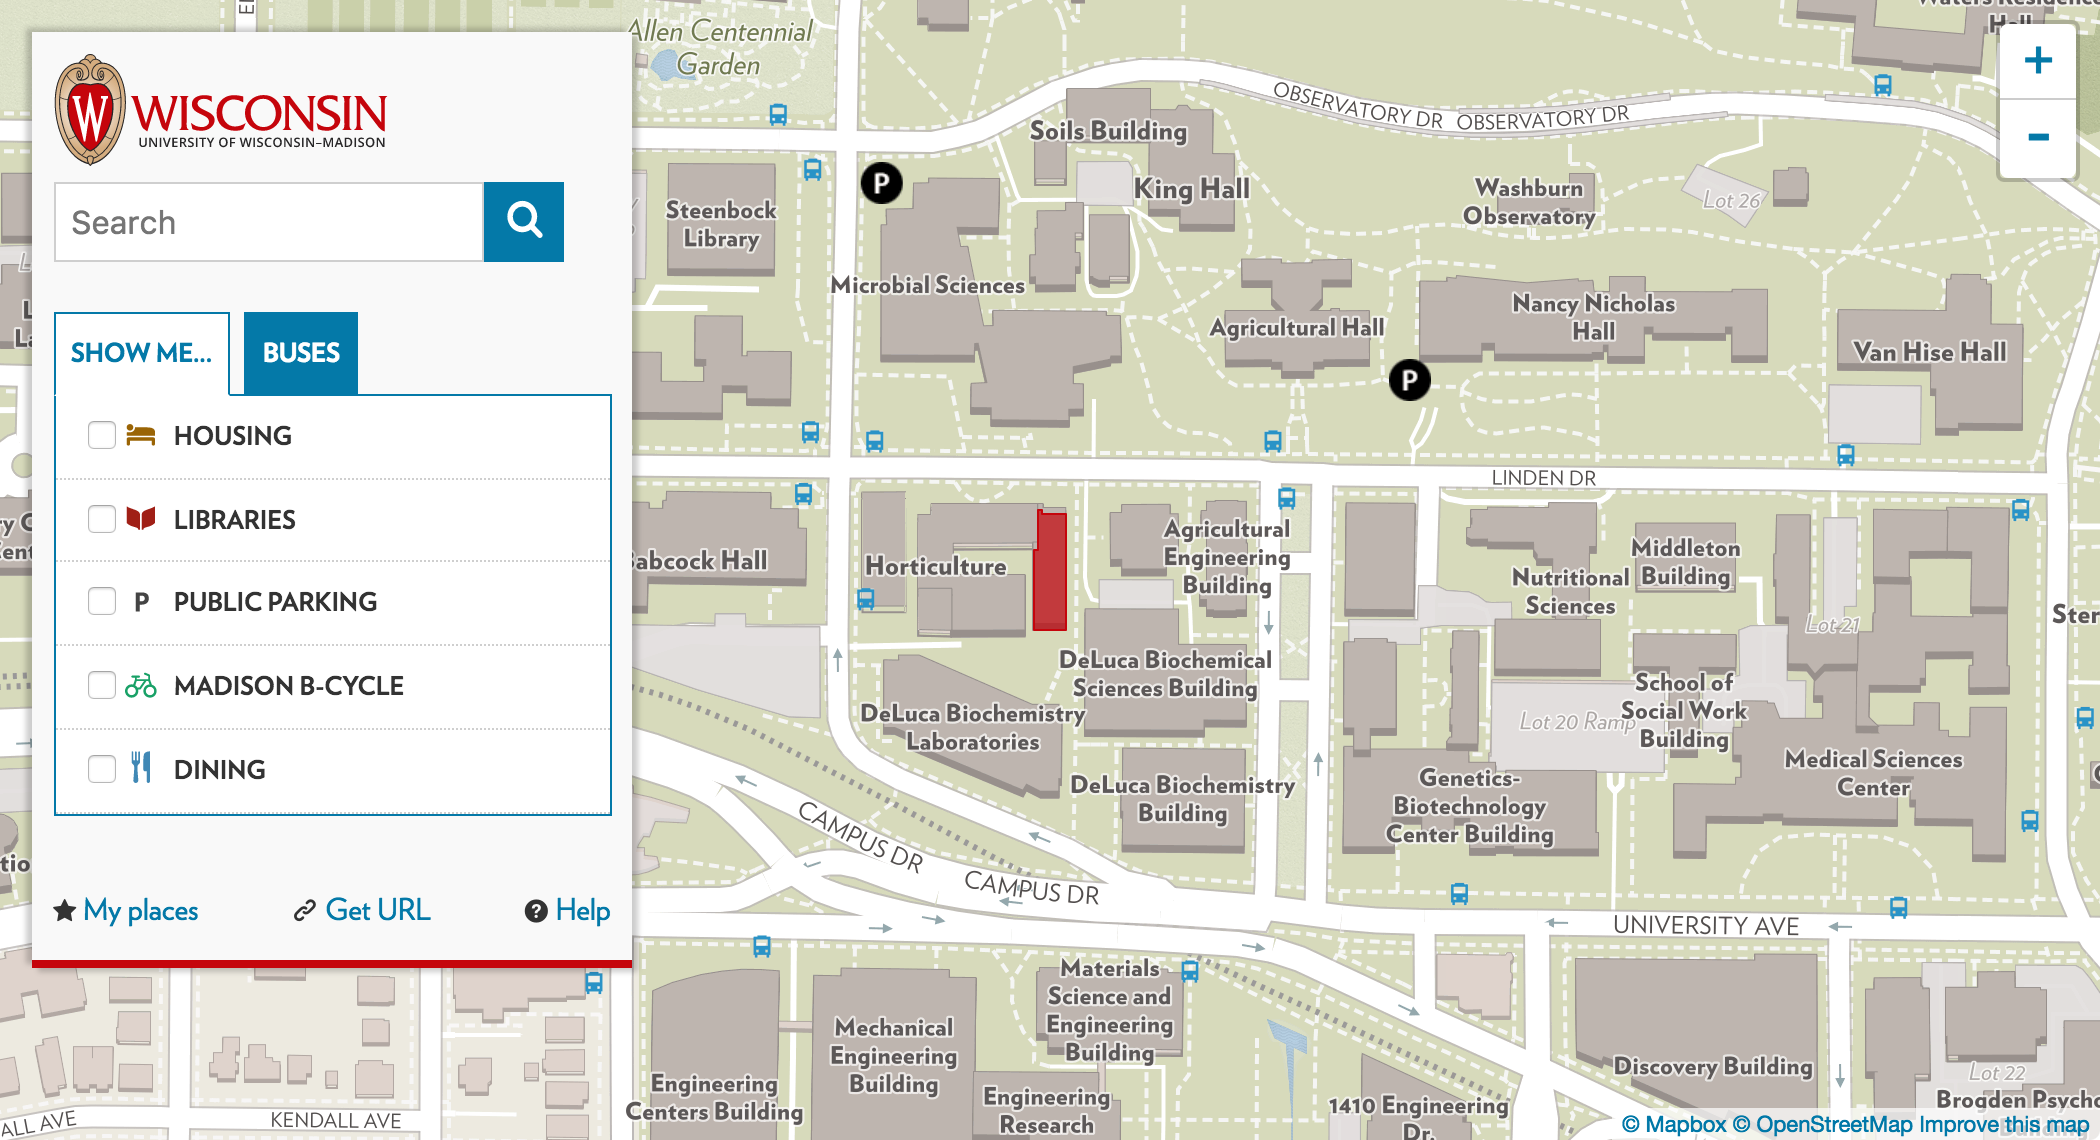 WISCONSIN
UNIVERSITY OF WISCONSIN–MADISON
Search
SHOW ME...
BUSES
HOUSING
LIBRARIES
P PUBLIC PARKING
MADISON B-CYCLE
DINING
My places
Get URL
Help
Allen Centennial
Garden
OBSERVATORY DR
OBSERVATORY DR
Soils Building
King Hall
P
Steenbock
Library
Microbial Sciences
Washburn
Observatory
Lot 26
Agricultural Hall
Nancy Nicholas
Hall
Van Hise Hall
P
LINDEN DR
Babcock Hall
Horticulture
Agricultural
Engineering
Building
Nutritional
Sciences
Middleton
Building
Lot 21
DeLuca Biochemical
Sciences Building
DeLuca Biochemistry
Laboratories
DeLuca Biochemistry
Building
Lot 20 Ramp
School of
Social Work
Building
Genetics-
Biotechnology
Center Building
Medical Sciences
Center
CAMPUS DR
CAMPUS DR
UNIVERSITY AVE
Engineering
Centers Building
Mechanical
Engineering
Building
Materials
Science and
Engineering
Building
Engineering
Research
1410 Engineering
Dr.
Discovery Building
Lot 22
Brogden Psycho
KENDALL AVE
ALL AVE
+
-
© Mapbox © OpenStreetMap Improve this map